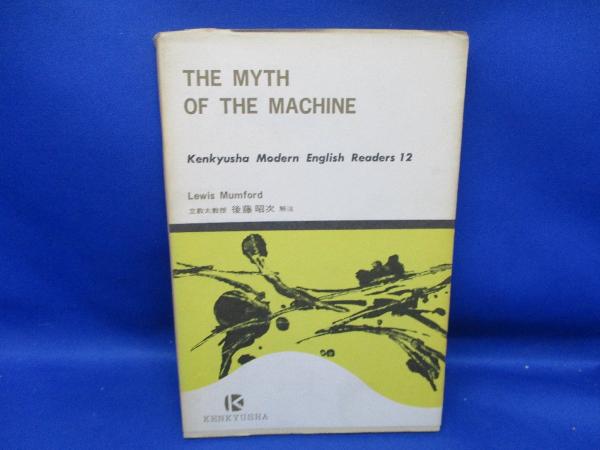 THE MYTH
OF THE MACHINE
Kenkyusha Modern English Readers 12
Lewis Mumford
立教大教授 後藤昭次 解注
K
KENKYUSHA